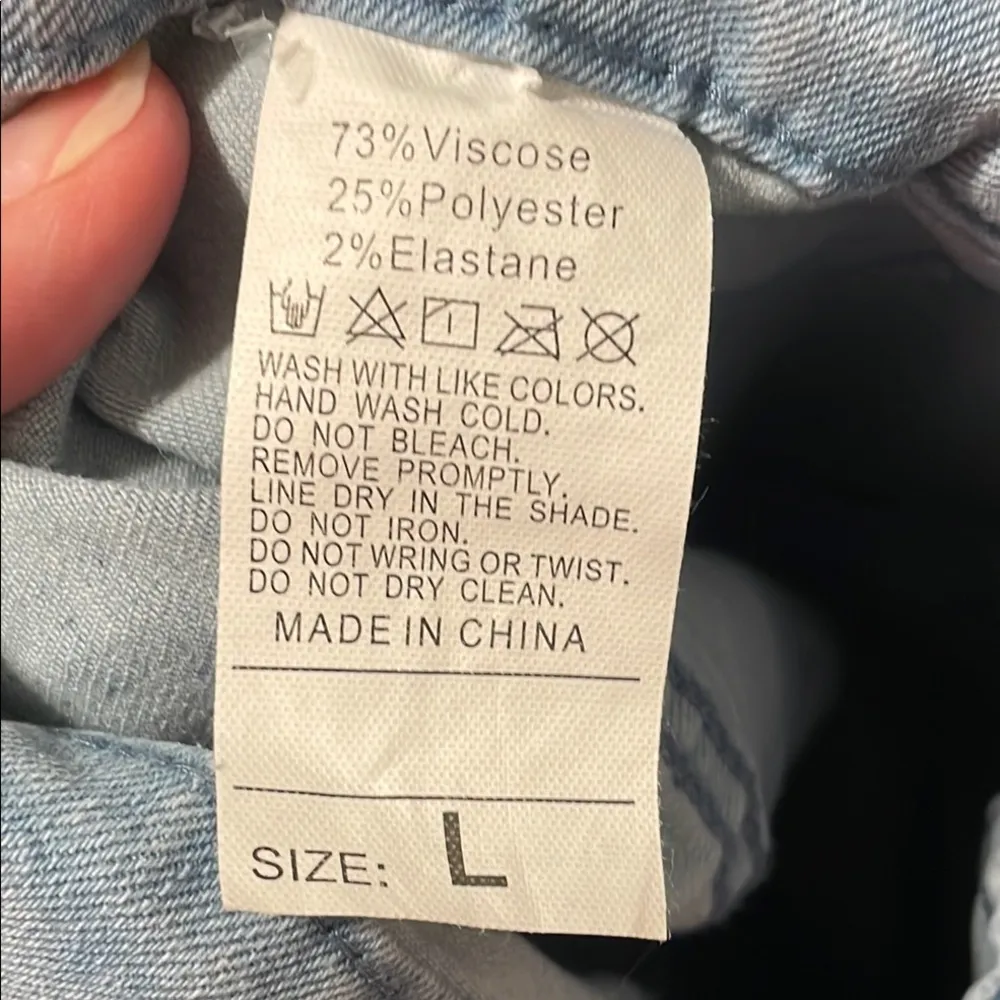 73%Viscose
25%Polyester
2%Elastane
WASH WITH LIKE COLORS.
HAND WASH COLD.
DO NOT BLEACH.
REMOVE PROMPTLY.
LINE DRY IN THE SHADE.
DO NOT IRON.
DO NOT WRING OR TWIST.
DO NOT DRY CLEAN.
MADE IN CHINA
SIZE: L